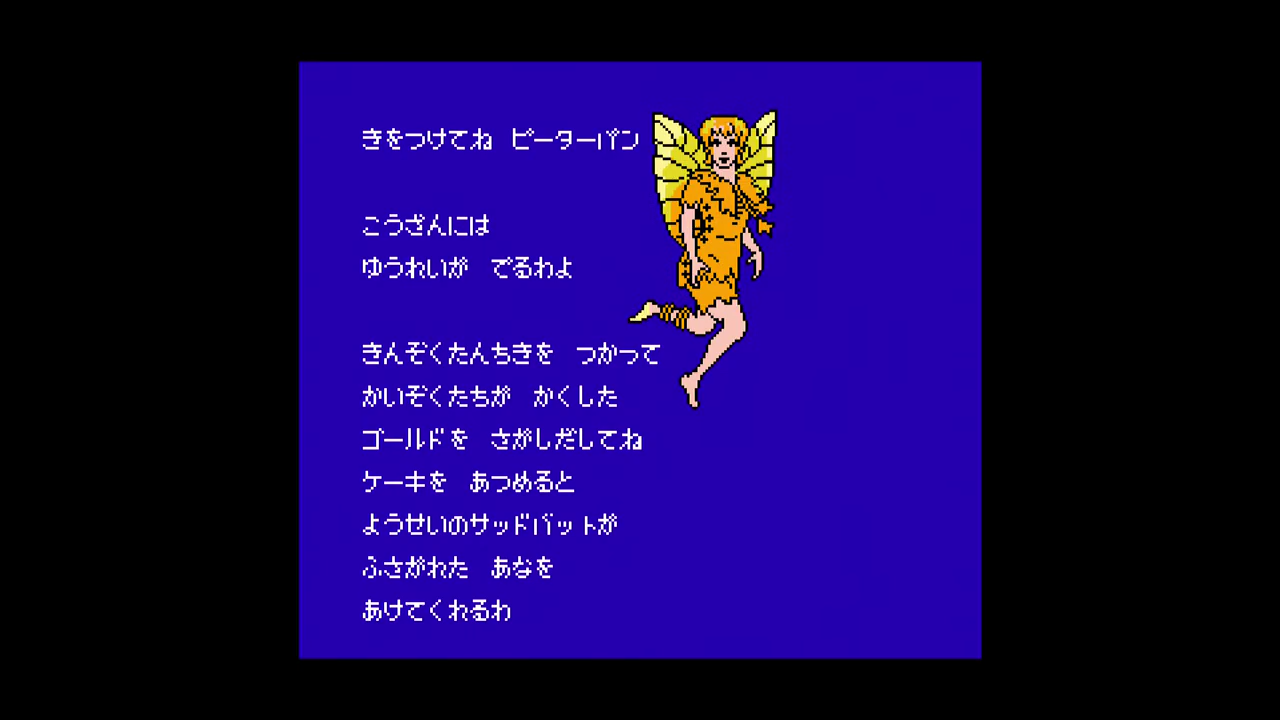 きをつけてね ピーターパン
こうざんには
ゆうれいが でるわよ
きんぞくたんちきを つかって
かいぞくたちが かくした
ゴールドを さがしだしてね
ケーキを あつめると
ようせいのサッドバットが
ふさがれた あなを
あけてくれるわ